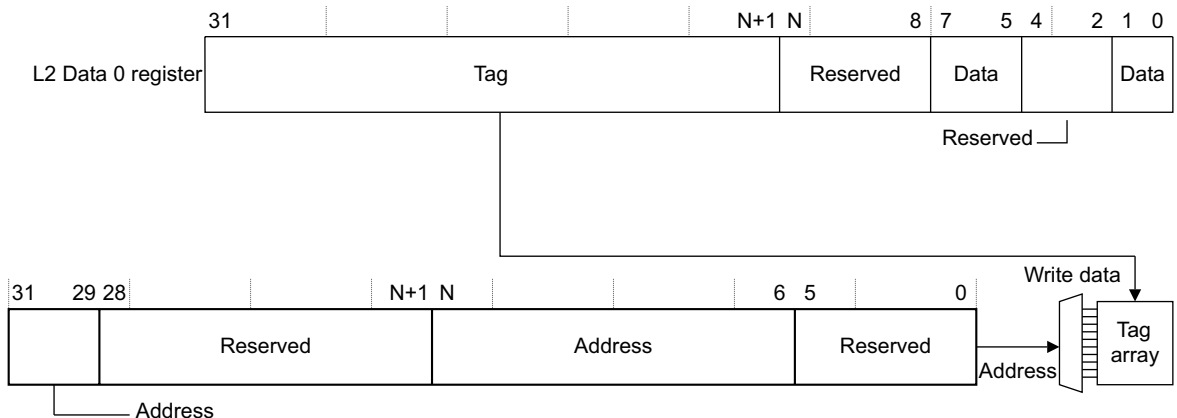 31 N+1 N 8 7 5 4 2 1 0
L2 Data 0 register Tag Reserved Data Data
Reserved
Write data
31 29 28 N+1 N 6 5 0
Reserved Address Reserved
Address
Tag
array
Address